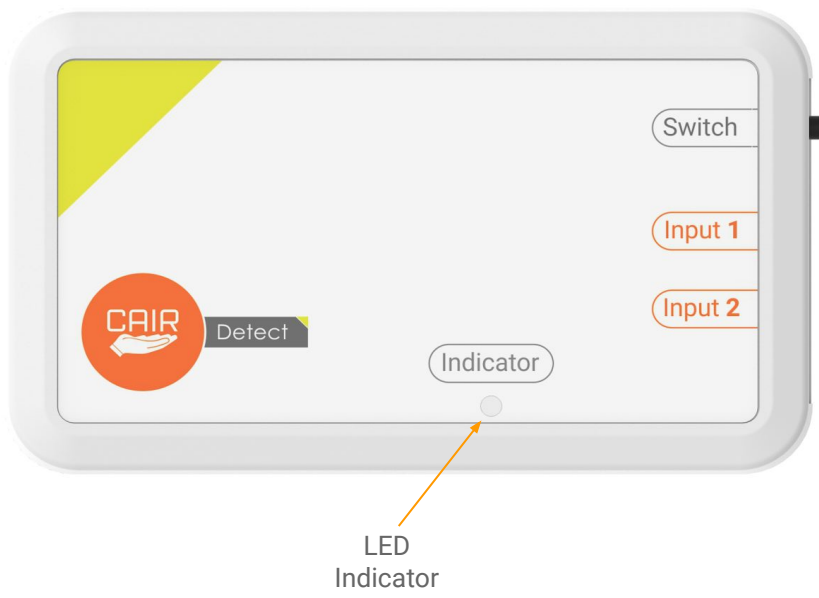 Switch
Input 1
Input 2
CAIR
Detect
Indicator
LED
Indicator